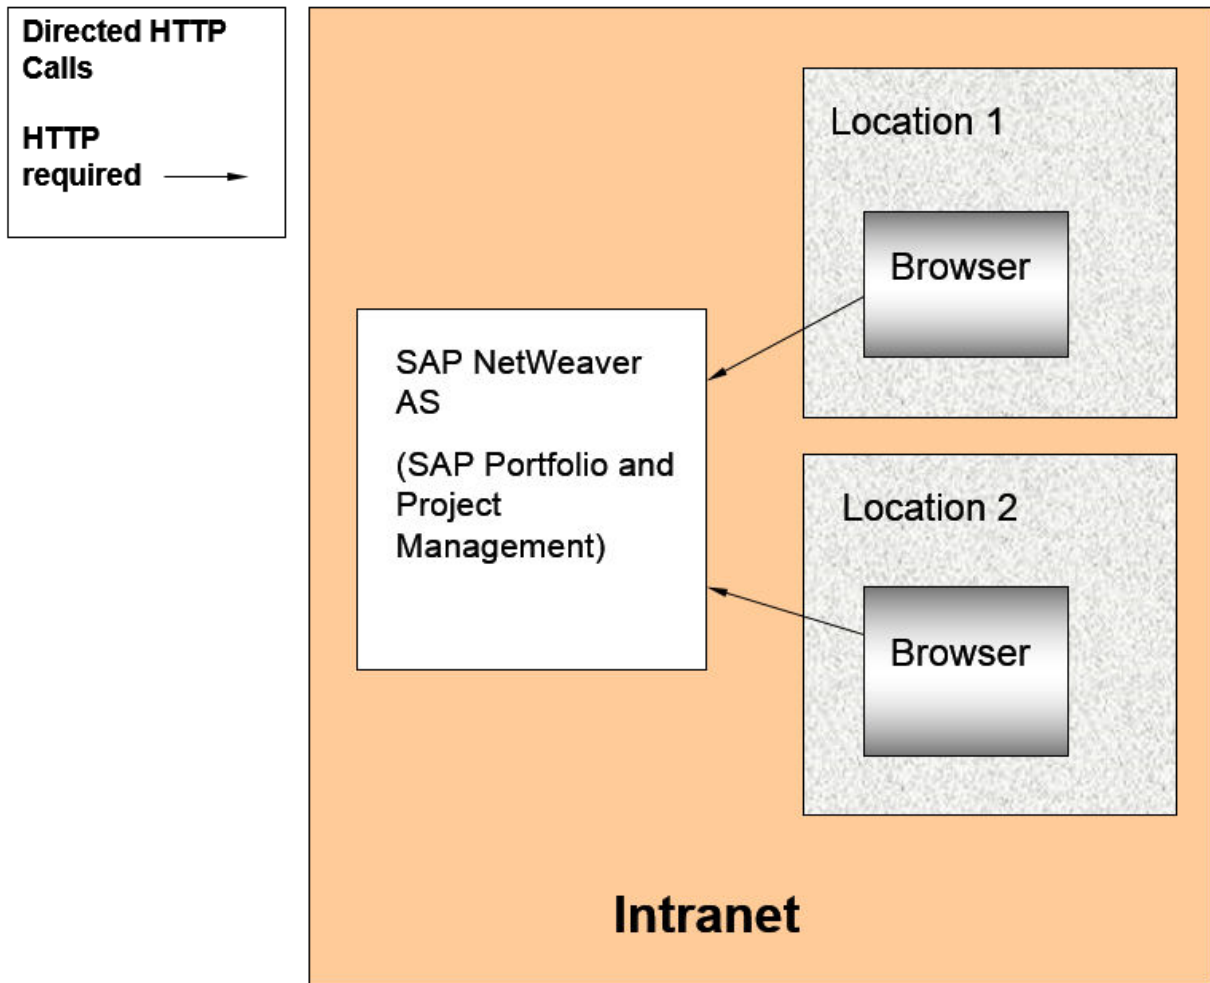 Directed HTTP
Calls
HTTP
required
Location 1
Browser
SAP NetWeaver
AS
(SAP Portfolio and
Project
Management)
Location 2
Browser
Intranet